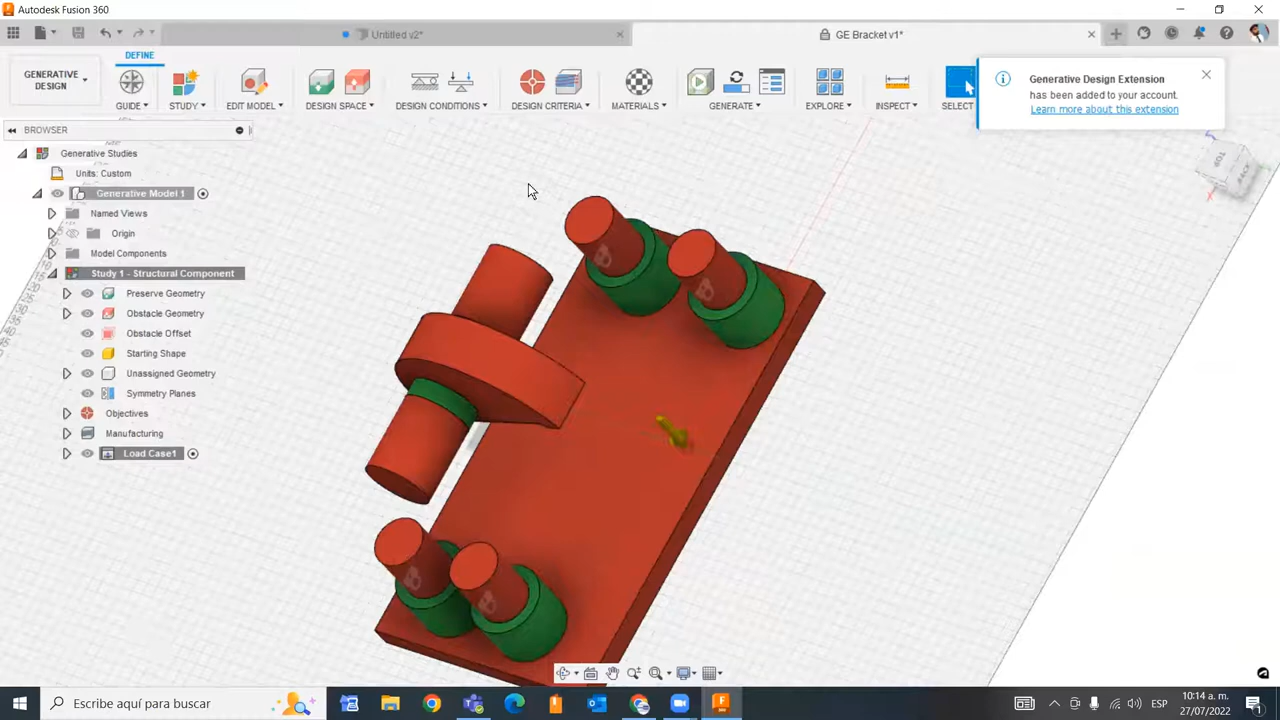 Autodesk Fusion 360
Untitled v2*
GE Bracket v1*
DEFINE
GENERATIVE DESIGN
GUIDE
STUDY
EDIT MODEL
DESIGN SPACE
DESIGN CONDITIONS
DESIGN CRITERIA
MATERIALS
GENERATE
EXPLORE
INSPECT
SELECT
Generative Design Extension
has been added to your account.
Learn more about this extension
BROWSER
Generative Studies
Units: Custom
Generative Model 1
Named Views
Origin
Model Components
Study 1 - Structural Component
Preserve Geometry
Obstacle Geometry
Obstacle Offset
Starting Shape
Unassigned Geometry
Symmetry Planes
Objectives
Manufacturing
Load Case1
TOP
Escribe aquí para buscar
ESP
10:14 a. m.
27/07/2022